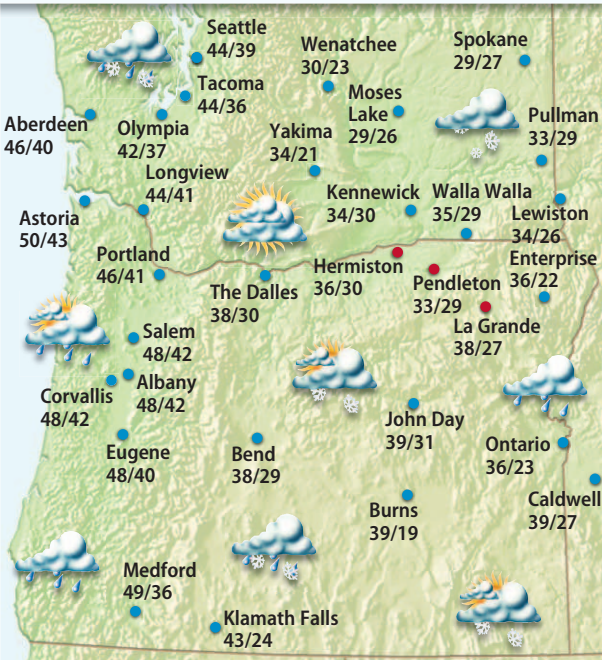 Seattle
44/39
Wenatchee
30/23
Spokane
29/27
Tacoma
44/36
Moses
Lake
29/26
Aberdeen
46/40
Olympia
42/37
Yakima
34/21
Pullman
33/29
Longview
44/41
Kennewick
34/30
Walla Walla
35/29
Lewiston
34/26
Astoria
50/43
Portland
46/41
The Dalles
38/30
Hermiston
36/30
Pendleton
33/29
Enterprise
36/22
La Grande
38/27
Salem
48/42
Corvallis
48/42
Albany
48/42
John Day
39/31
Eugene
48/40
Bend
38/29
Ontario
36/23
Burns
39/19
Caldwell
39/27
Medford
49/36
Klamath Falls
43/24